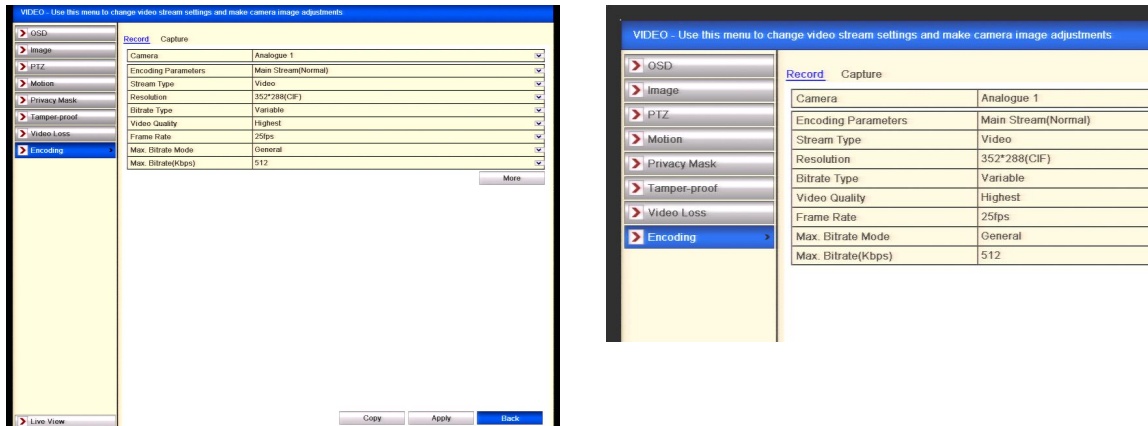 VIDEO - Use this menu to change video stream settings and make camera image adjustments
OSD
Image
PTZ
Motion
Privacy Mask
Tamper-proof
Video Loss
Encoding
Live View
Record Capture
Camera Analogue 1
Encoding Parameters Main Stream(Normal)
Stream Type Video
Resolution 352*288(CIF)
Bitrate Type Variable
Video Quality Highest
Frame Rate 25fps
Max. Bitrate Mode General
Max. Bitrate(Kbps) 512
More
Copy Apply Back
VIDEO - Use this menu to change video stream settings and make camera image adjustments
OSD
Image
PTZ
Motion
Privacy Mask
Tamper-proof
Video Loss
Encoding
Record Capture
Camera Analogue 1
Encoding Parameters Main Stream(Normal)
Stream Type Video
Resolution 352*288(CIF)
Bitrate Type Variable
Video Quality Highest
Frame Rate 25fps
Max. Bitrate Mode General
Max. Bitrate(Kbps) 512